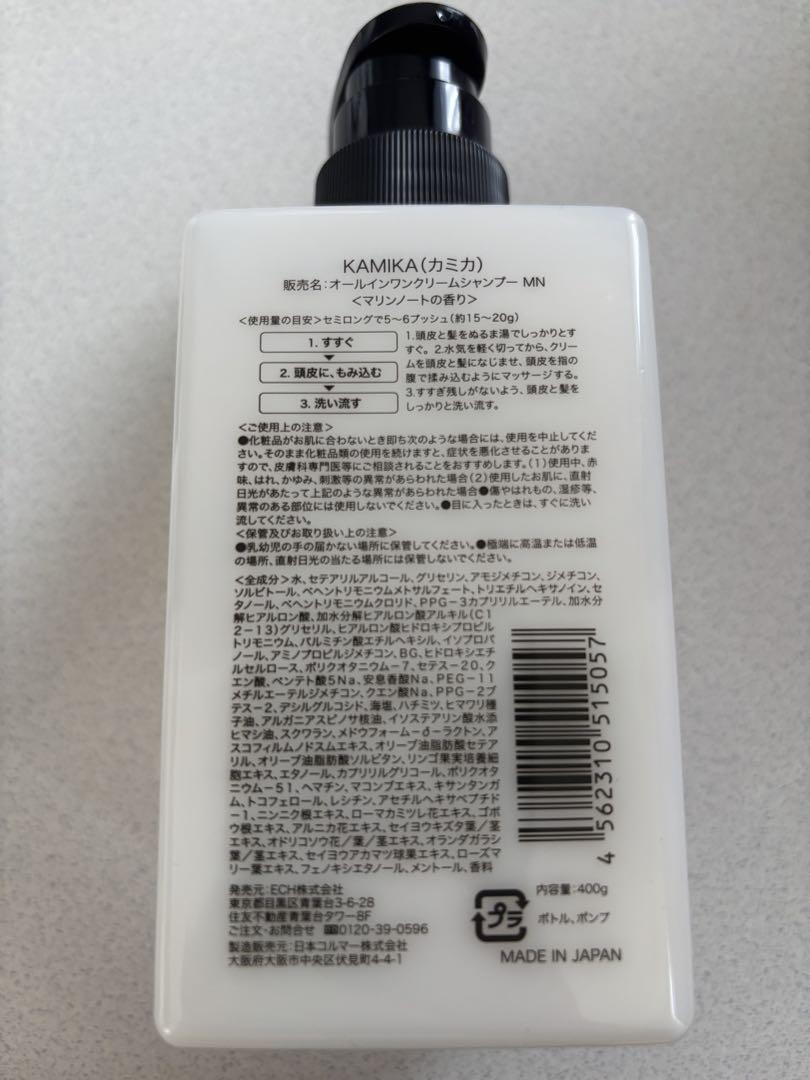 KAMIKA(カミカ)
販売名:オールインワンクリームシャンプー MN
<マリンノートの香り>
<使用量の目安>セミロングで5〜6プッシュ(約15〜20g)
1. すすぐ
2. 頭皮に、もみ込む
3. 洗い流す
1.頭皮と髪をぬるま湯でしっかりとす
すぐ。2.水気を軽く切ってから、クリー
ムを頭皮と髪になじませ、頭皮を指の
腹で揉み込むようにマッサージする。
3.すすぎ残しがないよう、頭皮と髪を
しっかりと洗い流す。
<ご使用上の注意>
●化粧品がお肌に合わないとき即ち次のような場合には、使用を中止してくだ
さい。そのまま化粧品類の使用を続けますと、症状を悪化させることがありま
すので、皮膚科専門医等にご相談されることをおすすめします。(1)使用中、赤
味、はれ、かゆみ、刺激等の異常があらわれた場合(2)使用したお肌に、直射
日光があたって上記のような異常があらわれた場合●傷やはれもの、湿疹等、
異常のある部位には使用しないでください。●目に入ったときは、すぐに洗い
流してください。
<保管及びお取り扱い上の注意>
●乳幼児の手の届かない場所に保管してください。●極端に高温または低温
の場所、直射日光の当たる場所には保管しないでください。
<全成分>水、セテアリルアルコール、グリセリン、アモジメチコン、ジメチコン、
ソルビトール、ベヘントリモニウムメトサルフェート、トリエチルヘキサノイン、セ
タノール、ベヘントリモニウムクロリド、PPG-3カプリリルエーテル、加水分
解ヒアルロン酸、加水分解ヒアルロン酸アルキル(C1
2-13)グリセリル、ヒアルロン酸ヒドロキシプロピル
トリモニウム、パルミチン酸エチルヘキシル、イソプロパ
ノール、アミノプロピルジメチコン、BG、ヒドロキシエチ
ルセルロース、ポリクオタニウム-7、セテス-20、ク
エン酸、ペンテト酸5Na、安息香酸Na、PEG-11
メチルエーテルジメチコン、クエン酸Na、PPG-2ブ
テス-2、デシルグルコシド、海塩、ハチミツ、ヒマワリ種
子油、アルガニアスピノサ核油、イソステアリン酸水添
ヒマシ油、スクワラン、メドウフォーム-δ-ラクトン、ア
スコフィルムノドスムエキス、オリーブ油脂肪酸セテア
リル、オリーブ油脂肪酸ソルビタン、リンゴ果実培養細
胞エキス、エタノール、カプリリルグリコール、ポリクオタ
ニウム-51、ヘマチン、マコンブエキス、キサンタンガ
ム、トコフェロール、レシチン、アセチルヘキサペプチド
-1、ニンニク根エキス、ローマカミツレ花エキス、ゴボ
ウ根エキス、アルニカ花エキス、セイヨウキズタ葉/茎
エキス、オドリコソウ花/葉/茎エキス、オランダガラシ
葉/茎エキス、セイヨウアカマツ球果エキス、ローズマ
リー葉エキス、フェノキシエタノール、メントール、香料
4 562310 515057
発売元:ECH株式会社
東京都目黒区青葉台3-6-28
住友不動産青葉台タワー8F
ご注文・お問合せ 0120-39-0596
製造販売元:日本コルマー株式会社
大阪府大阪市中央区伏見町4-4-1
プラ
内容量:400g
ボトル、ポンプ
MADE IN JAPAN